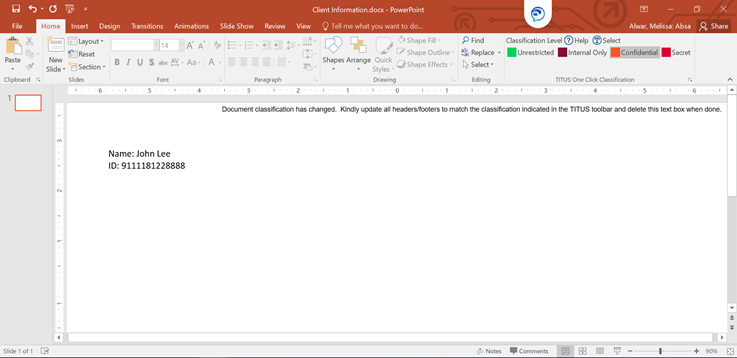 Client Information.docx - PowerPoint
Alwar, Melissa: Absa
File Home Insert Design Transitions Animations Slide Show Review View Tell me what you want to do...
Share
Paste
New Slide
Layout
Reset
Section
14
B I U S abc AV Aa A
Shapes Arrange Quick Styles
Shape Fill
Shape Outline
Shape Effects
Find
Replace
Select
Classification Level Help Select
Unrestricted Internal Only Confidential Secret
Clipboard Slides Font Paragraph Drawing Editing TITUS One Click Classification
1
6 5 4 3 2 1 0 1 2 3 4 5 6
Document classification has changed. Kindly update all headers/footers to match the classification indicated in the TITUS toolbar and delete this text box when done.
Name: John Lee
ID: 9111181228888
Slide 1 of 1
Notes Comments 90%